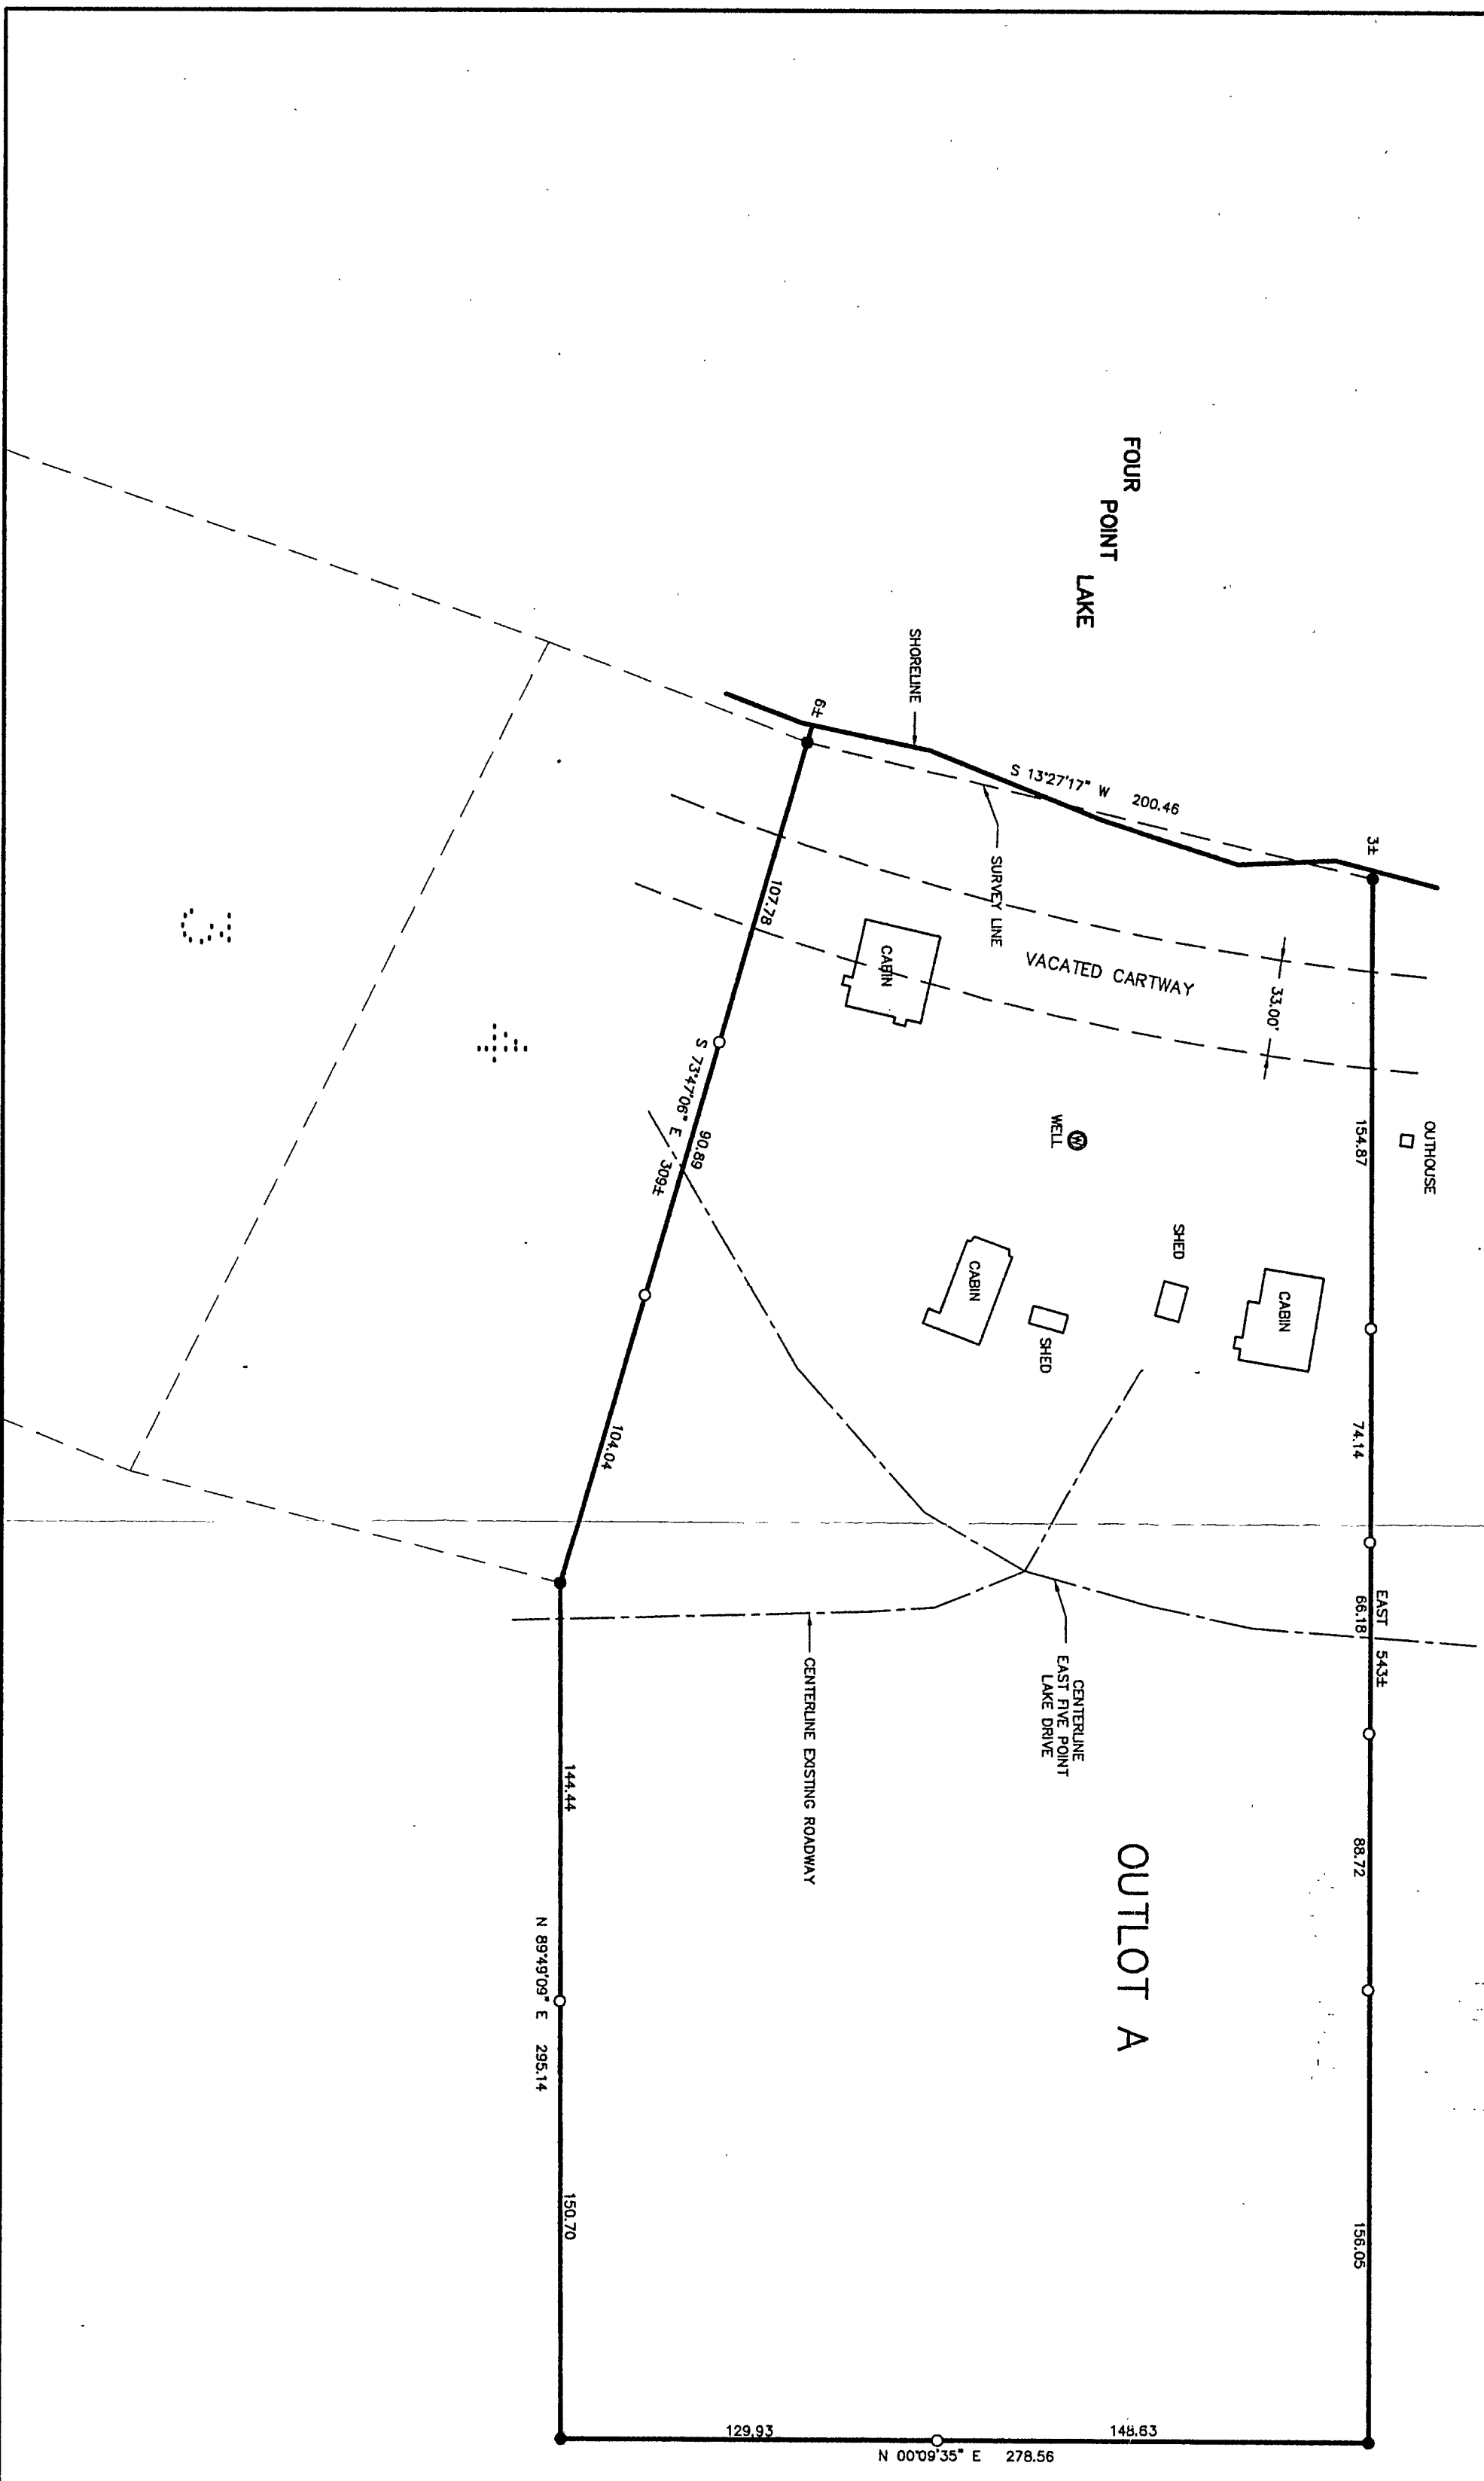 FOUR
POINT
LAKE
SHORELINE
6±
S 13°27'17" W 200.46
3±
SURVEY LINE
VACATED CARTWAY
33.00'
OUTHOUSE
154.87
107.78
CABIN
WELL
W
S 73°47'06" E 309±
90.89
SHED
CABIN
CABIN
SHED
74.14
104.04
EAST 543±
66.18
CENTERLINE
EAST FIVE POINT
LAKE DRIVE
CENTERLINE EXISTING ROADWAY
88.72
OUTLOT A
144.44
N 89°49'09" E 295.14
150.70
156.05
129.93
148.63
N 00°09'35" E 278.56
3
4